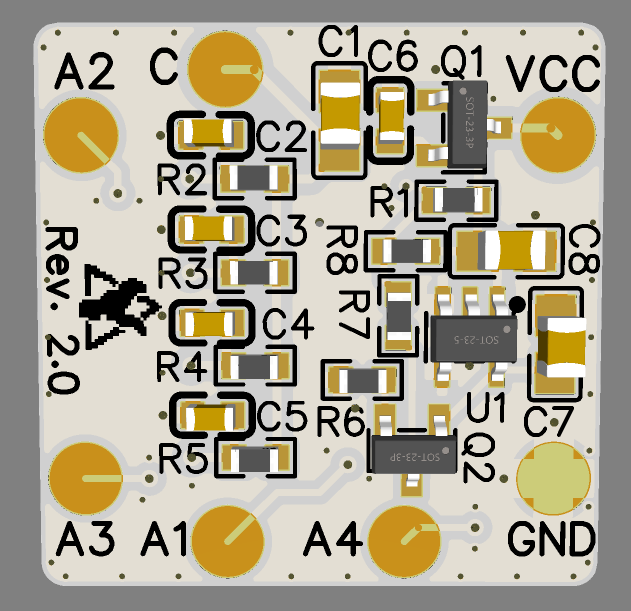 A2
C
C1
C6
Q1
VCC
SOT-23-3P
C2
R2
R1
C3
R8
C8
Rev. 2.0
R3
R7
C4
SOT-23-5
R4
R6
U1
C7
C5
R5
SOT-23-3P
Q2
A3
A1
A4
GND